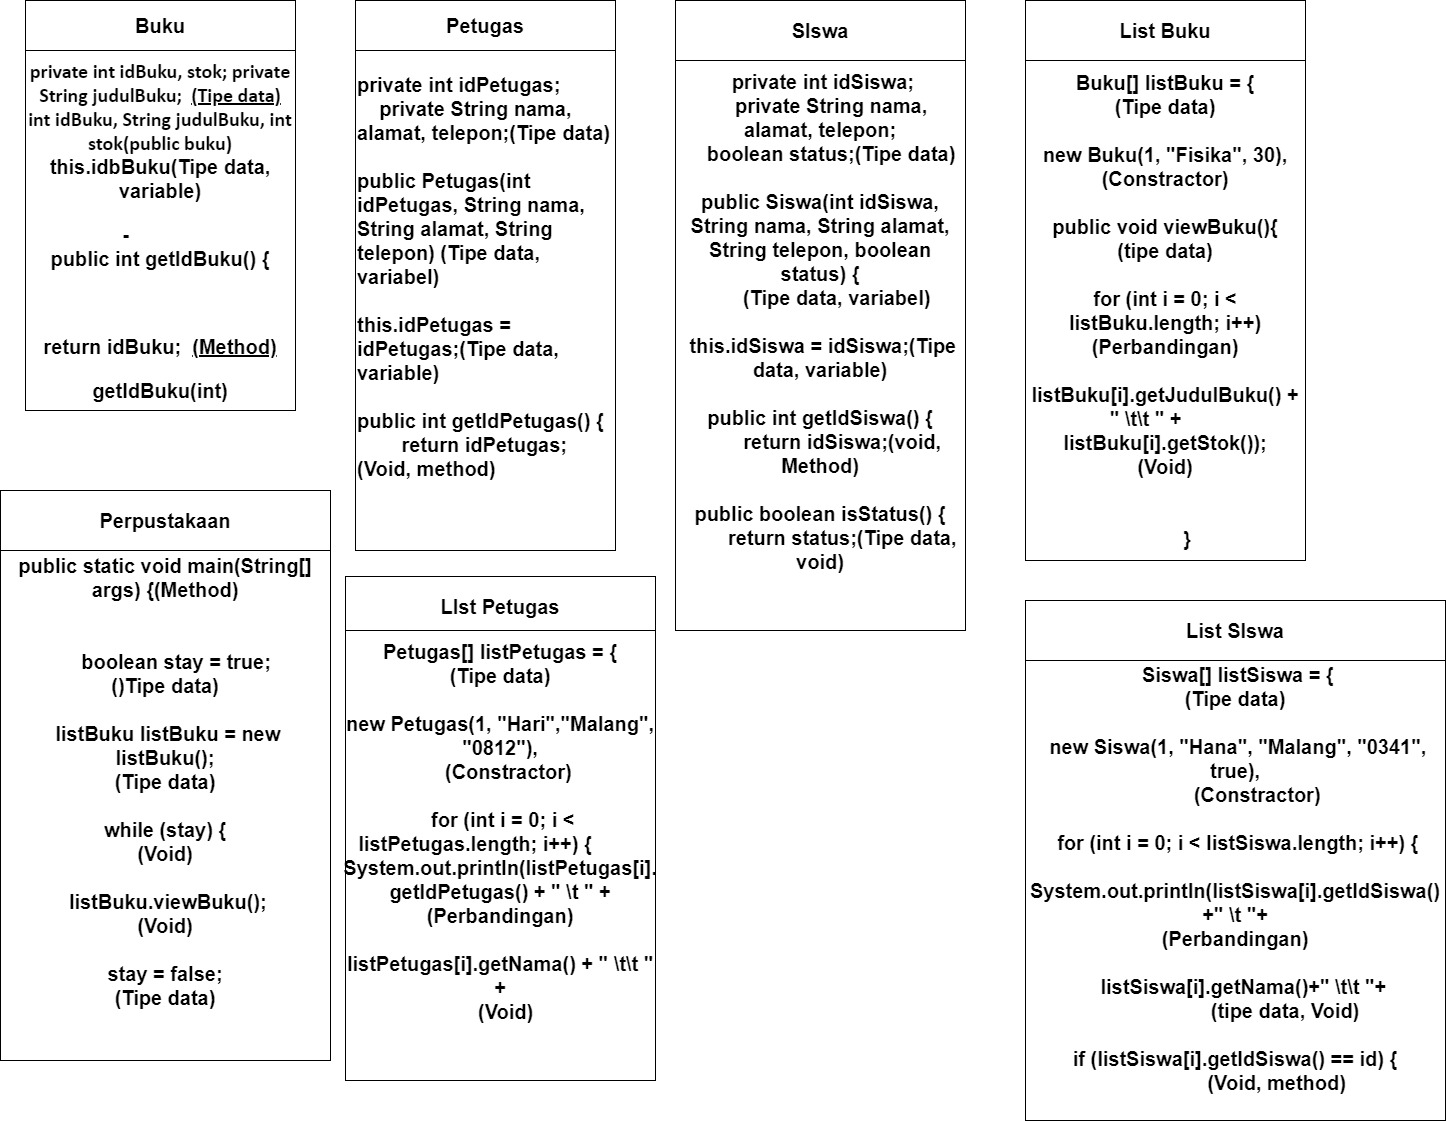 Buku
private int idBuku, stok; private
String judulBuku;  (Tipe data)
int idBuku, String judulBuku, int
stok(public buku)
this.idbBuku(Tipe data,
variable)
-
public int getIdBuku() {
return idBuku;  (Method)
getIdBuku(int)
Petugas
private int idPetugas;
private String nama,
alamat, telepon;(Tipe data)
public Petugas(int
idPetugas, String nama,
String alamat, String
telepon) (Tipe data,
variabel)
this.idPetugas =
idPetugas;(Tipe data,
variable)
public int getIdPetugas() {
return idPetugas;
(Void, method)
SIswa
private int idSiswa;
private String nama,
alamat, telepon;
boolean status;(Tipe data)
public Siswa(int idSiswa,
String nama, String alamat,
String telepon, boolean
status) {
(Tipe data, variabel)
this.idSiswa = idSiswa;(Tipe
data, variable)
public int getIdSiswa() {
return idSiswa;(void,
Method)
public boolean isStatus() {
return status;(Tipe data,
void)
List Buku
Buku[] listBuku = {
(Tipe data)
new Buku(1, "Fisika", 30),
(Constractor)
public void viewBuku(){
(tipe data)
for (int i = 0; i <
listBuku.length; i++)
(Perbandingan)
listBuku[i].getJudulBuku() +
" \t\t " +
listBuku[i].getStok());
(Void)
}
Perpustakaan
public static void main(String[]
args) {(Method)
boolean stay = true;
()Tipe data)
listBuku listBuku = new
listBuku();
(Tipe data)
while (stay) {
(Void)
listBuku.viewBuku();
(Void)
stay = false;
(Tipe data)
LIst Petugas
Petugas[] listPetugas = {
(Tipe data)
new Petugas(1, "Hari","Malang",
"0812"),
(Constractor)
for (int i = 0; i <
listPetugas.length; i++) {
System.out.println(listPetugas[i].
getIdPetugas() + " \t " +
(Perbandingan)
listPetugas[i].getNama() + " \t\t "
+
(Void)
List SIswa
Siswa[] listSiswa = {
(Tipe data)
new Siswa(1, "Hana", "Malang", "0341",
true),
(Constractor)
for (int i = 0; i < listSiswa.length; i++) {
System.out.println(listSiswa[i].getIdSiswa()
+" \t "+
(Perbandingan)
listSiswa[i].getNama()+" \t\t "+
(tipe data, Void)
if (listSiswa[i].getIdSiswa() == id) {
(Void, method)